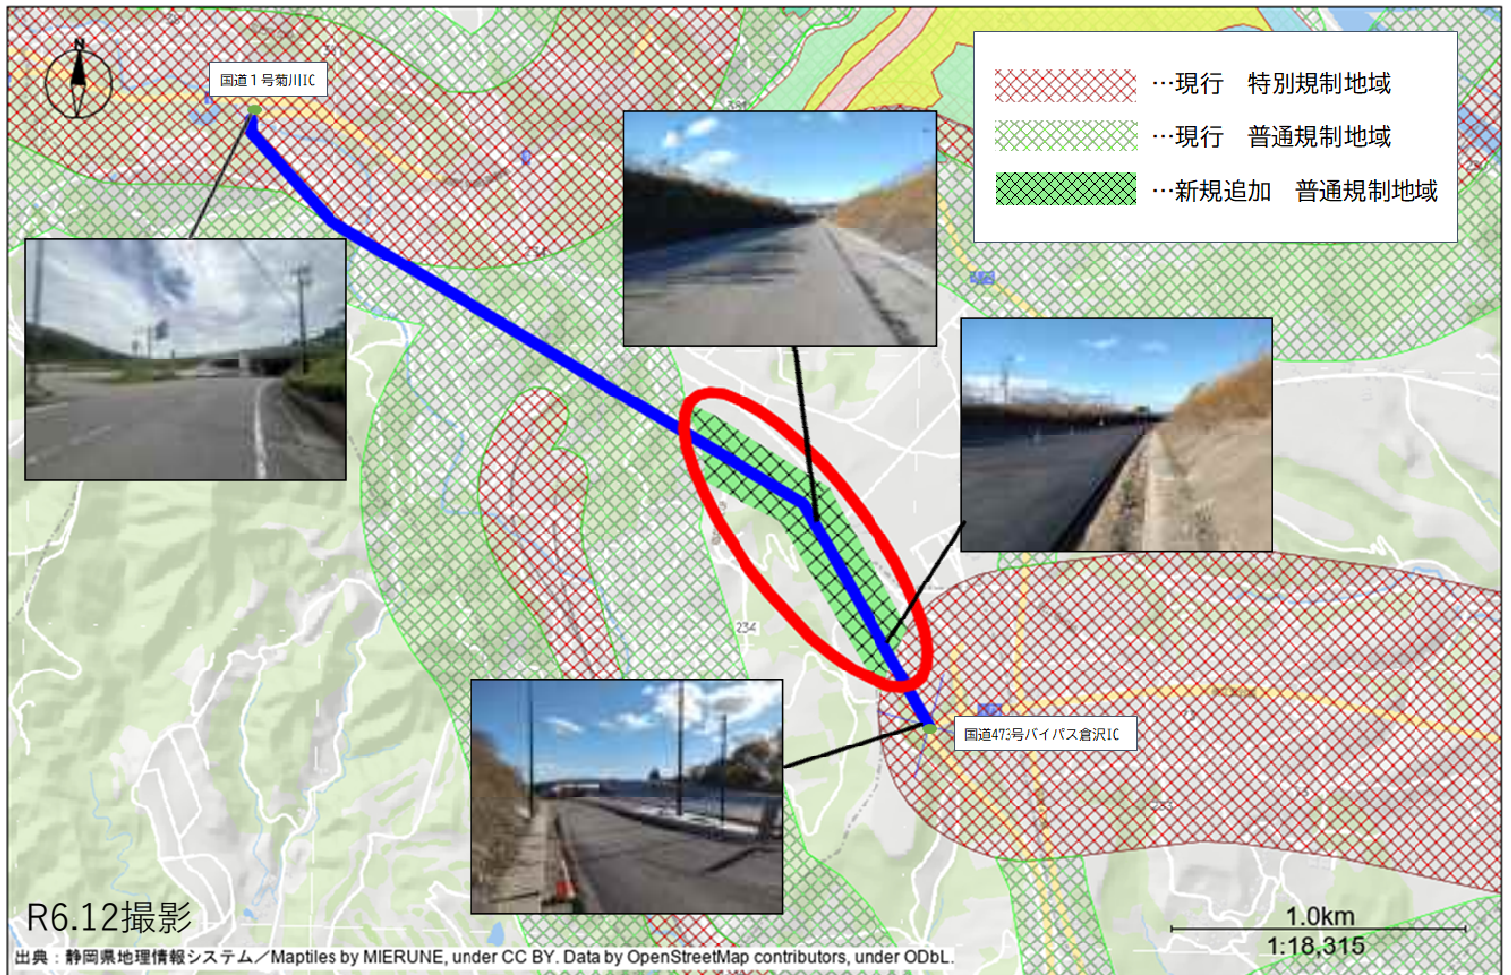 N
国道1号菊川IC
…現行　特別規制地域
…現行　普通規制地域
…新規追加　普通規制地域
234
国道473号バイパス倉沢IC
R6.12撮影
1.0km
1:18,315
出典：静岡県地理情報システム／Maptiles by MIERUNE, under CC BY. Data by OpenStreetMap contributors, under ODbL.